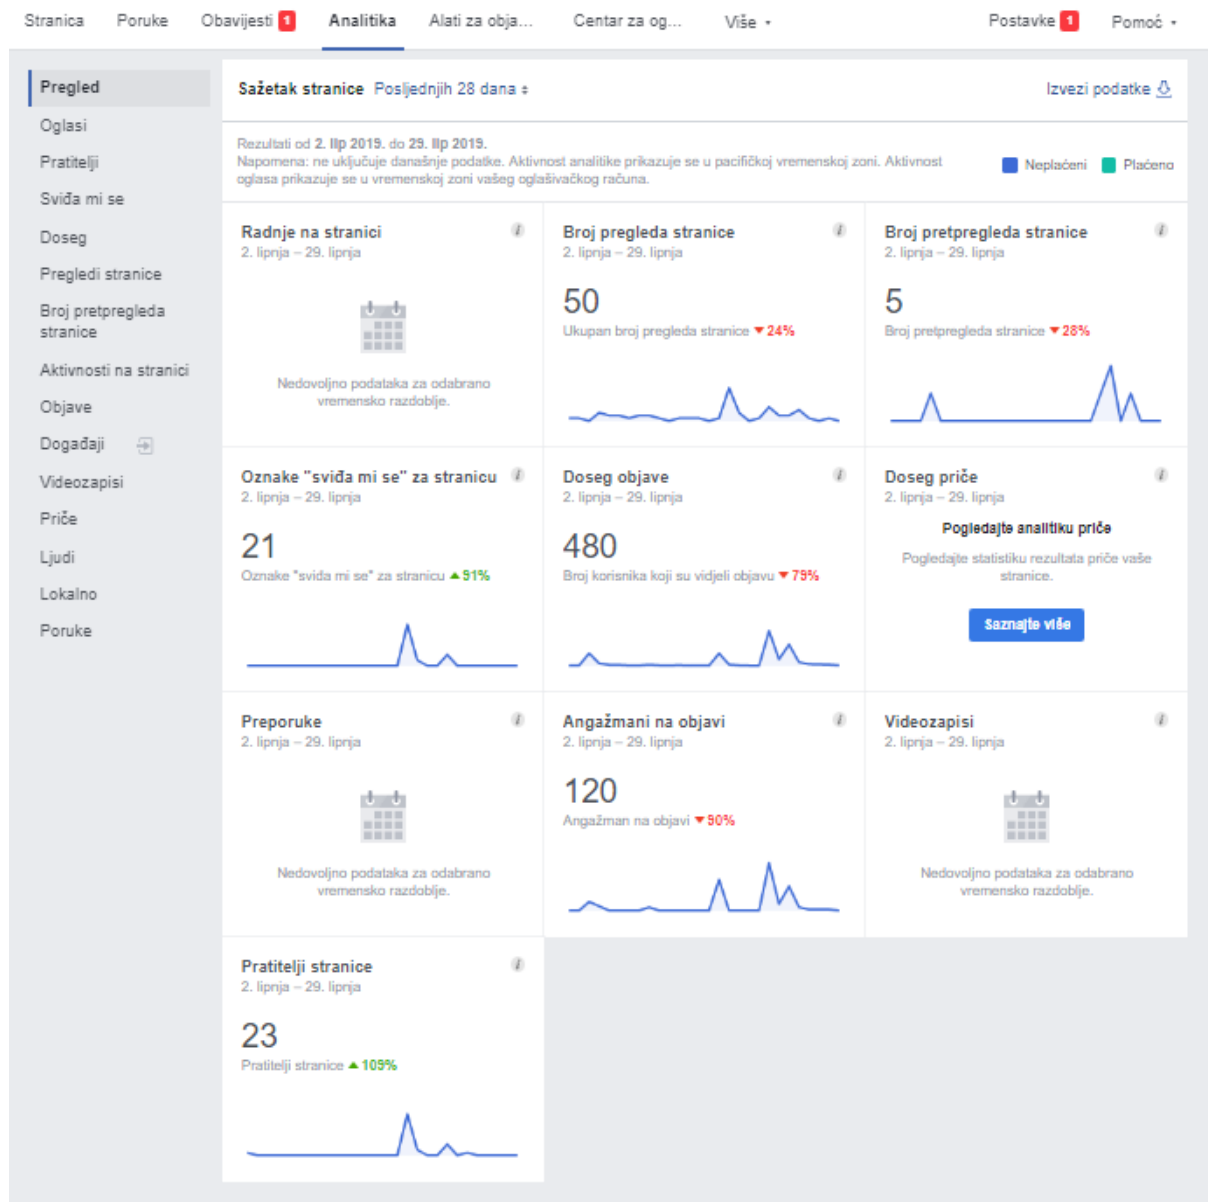 Stranica Poruke Obavijesti 1 Analitika Alati za obja... Centar za og... Više Postavke 1 Pomoć
Pregled
Oglasi
Pratitelji
Sviđa mi se
Doseg
Pregledi stranice
Broj pretpregleda
stranice
Aktivnosti na stranici
Objave
Događaji
Videozapisi
Priče
Ljudi
Lokalno
Poruke
Sažetak stranice Posljednjih 28 dana Izvezi podatke
Rezultati od 2. lip 2019. do 29. lip 2019.
Napomena: ne uključuje današnje podatke. Aktivnost analitike prikazuje se u pacifičkoj vremenskoj zoni. Aktivnost
oglasa prikazuje se u vremenskoj zoni vašeg oglašivačkog računa.
Neplaćeni Plaćeno
Radnje na stranici
2. lipnja – 29. lipnja
Nedovoljno podataka za odabrano
vremensko razdoblje.
Broj pregleda stranice
2. lipnja – 29. lipnja
50
Ukupan broj pregleda stranice ▼24%
Broj pretpregleda stranice
2. lipnja – 29. lipnja
5
Broj pretpregleda stranice ▼28%
Oznake "sviđa mi se" za stranicu
2. lipnja – 29. lipnja
21
Oznake "sviđa mi se" za stranicu ▲91%
Doseg objave
2. lipnja – 29. lipnja
480
Broj korisnika koji su vidjeli objavu ▼79%
Doseg priče
2. lipnja – 29. lipnja
Pogledajte analitiku priče
Pogledajte statistiku rezultata priče vaše
stranice.
Saznajte više
Preporuke
2. lipnja – 29. lipnja
Nedovoljno podataka za odabrano
vremensko razdoblje.
Angažmani na objavi
2. lipnja – 29. lipnja
120
Angažman na objavi ▼90%
Videozapisi
2. lipnja – 29. lipnja
Nedovoljno podataka za odabrano
vremensko razdoblje.
Pratitelji stranice
2. lipnja – 29. lipnja
23
Pratitelji stranice ▲109%